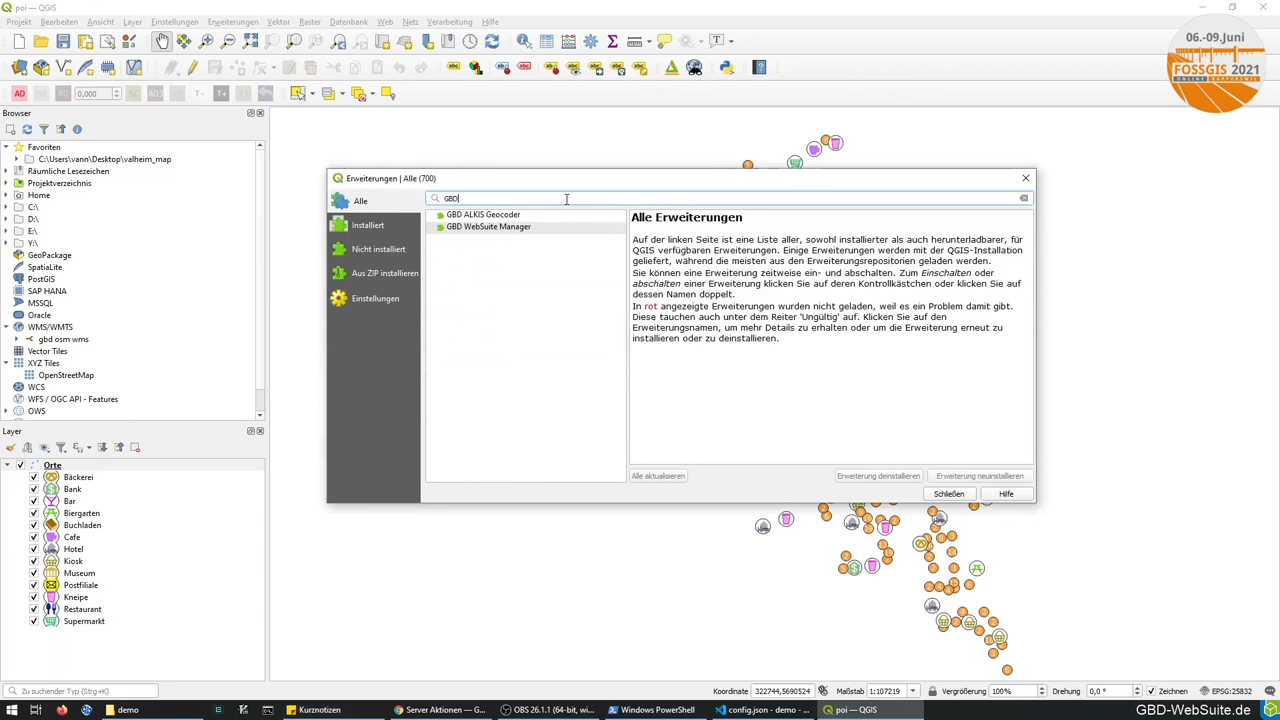 poi — QGIS
Projekt Bearbeiten Ansicht Layer Einstellungen Erweiterungen Vektor Raster Datenbank Web Netz Verarbeitung Hilfe
06.-09.Juni
FOSSGIS 2021
ONLINE RAPPERSWIL
AD
0,000
AD3
T-
T+
Browser
Favoriten
C:\Users\vann\Desktop\valheim_map
Räumliche Lesezeichen
Projektverzeichnis
Home
C:\
D:\
E:\
Y:\
GeoPackage
SpatiaLite
PostGIS
SAP HANA
MSSQL
Oracle
WMS/WMTS
gbd osm wms
Vector Tiles
XYZ Tiles
OpenStreetMap
WCS
WFS / OGC API - Features
OWS
Layer
Orte
Bäckerei
Bank
Bar
Biergarten
Buchladen
Cafe
Hotel
Kiosk
Museum
Postfiliale
Kneipe
Restaurant
Supermarkt
Erweiterungen | Alle (700)
Alle
Installiert
Nicht installiert
Aus ZIP installieren
Einstellungen
GBD
GBD ALKIS Geocoder
GBD WebSuite Manager
Alle Erweiterungen
Auf der linken Seite ist eine Liste aller, sowohl installierter als auch herunterladbarer, für
QGIS verfügbaren Erweiterungen. Einige Erweiterungen werden mit der QGIS-Installation
geliefert, während die meisten aus den Erweiterungsrepositorien geladen werden.
Sie können eine Erweiterung zeitweise ein- und abschalten. Zum Einschalten oder
abschalten einer Erweiterung klicken Sie auf deren Kontrollkästchen oder klicken Sie auf
dessen Namen doppelt.
In rot angezeigte Erweiterungen wurden nicht geladen, weil es ein Problem damit gibt.
Diese tauchen auch unter dem Reiter 'Ungültig' auf. Klicken Sie auf den
Erweiterungsnamen, um mehr Details zu erhalten oder um die Erweiterung erneut zu
installieren oder zu deinstallieren.
Alle aktualisieren
Erweiterung deinstallieren
Erweiterung neuinstallieren
Schließen
Hilfe
Zu suchender Typ (Strg+K)
Koordinate 322744,5690524 Maßstab 1:107219 Vergrößerung 100% Drehung 0,0 ° Zeichnen EPSG:25832
demo
Kurznotizen
Server Aktionen — G...
OBS 26.1.1 (64-bit, wi...
Windows PowerShell
config.json - demo - ...
poi — QGIS
GBD-WebSuite.de